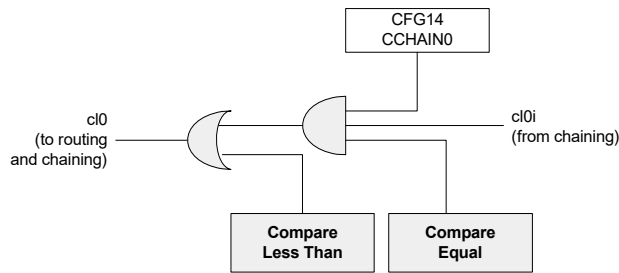 CFG14
CCHAIN0
cl0
(to routing
and chaining)
cl0i
(from chaining)
Compare
Less Than
Compare
Equal